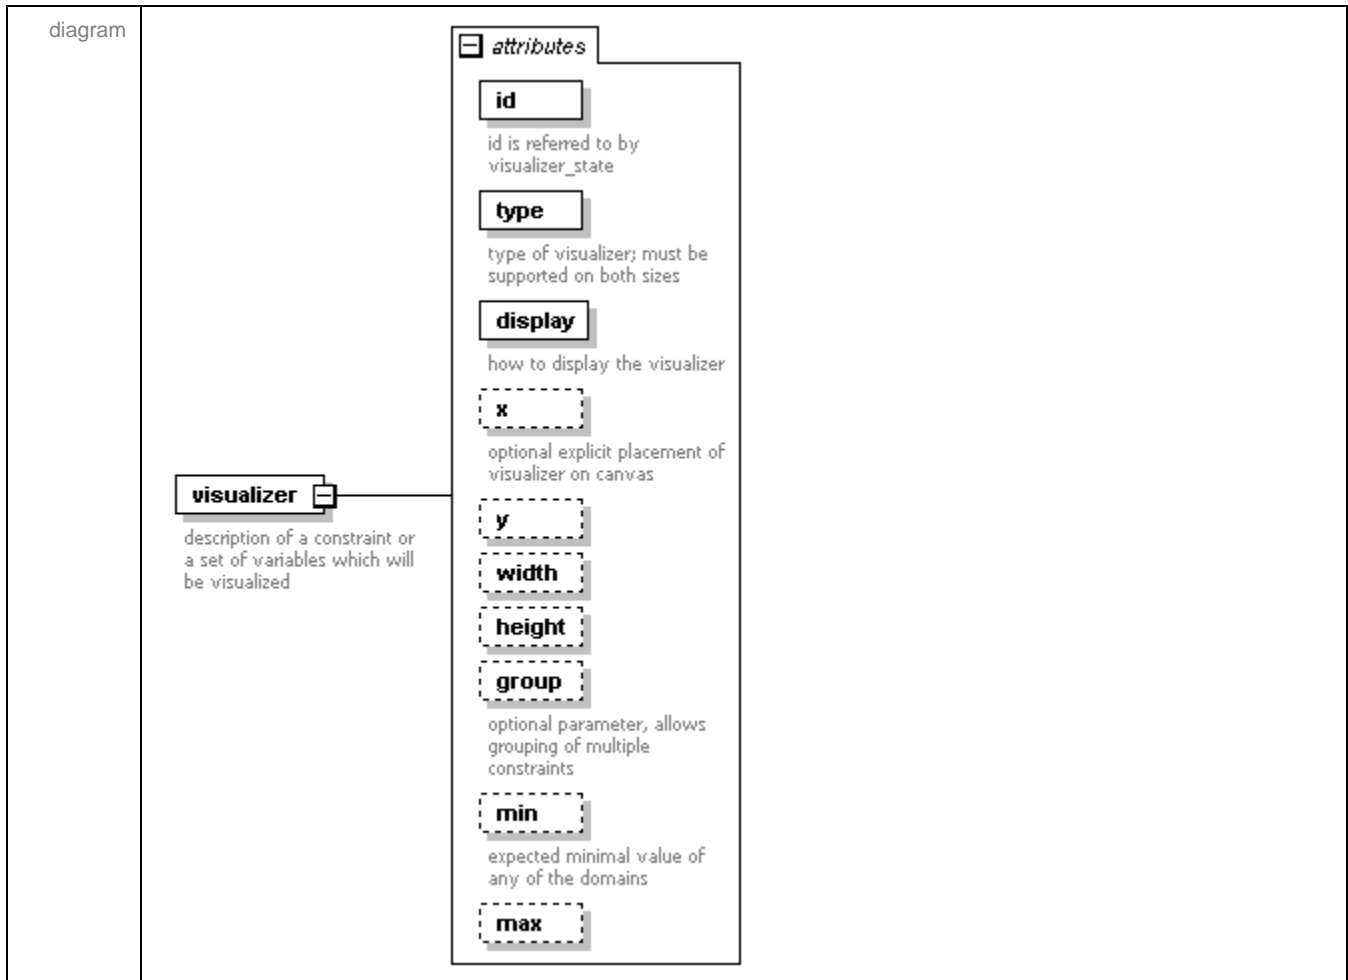 diagram
attributes
id
id is referred to by
visualizer_state
type
type of visualizer; must be
supported on both sizes
display
how to display the visualizer
x
optional explicit placement of
visualizer on canvas
visualizer
description of a constraint or
a set of variables which will
be visualized
y
width
height
group
optional parameter, allows
grouping of multiple
constraints
min
expected minimal value of
any of the domains
max